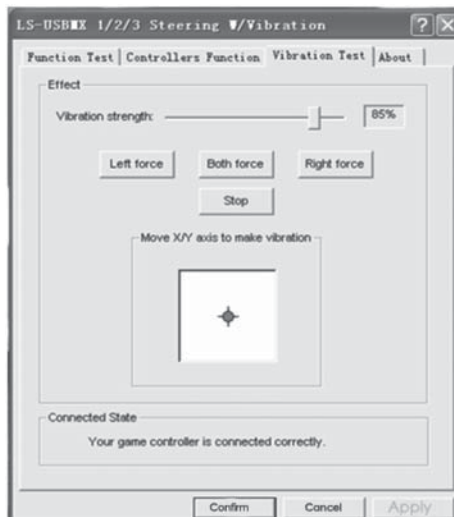 LS-USBMX 1/2/3 Steering W/Vibration
Function Test Controllers Function Vibration Test About
Effect
Vibration strength: 85%
Left force Both force Right force
Stop
Move X/Y axis to make vibration
Connected State
Your game controller is connected correctly.
Confirm Cancel Apply